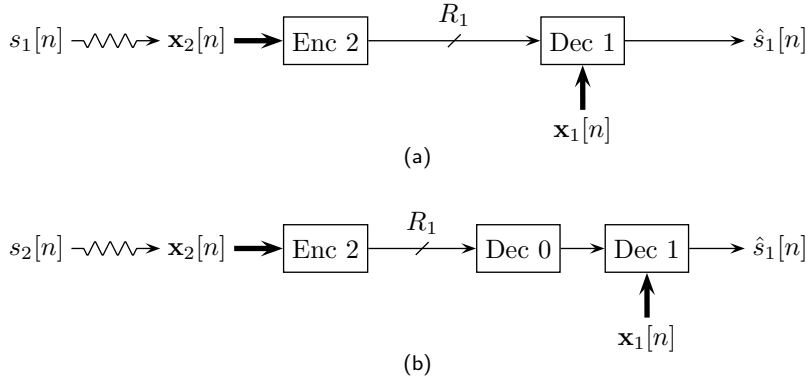 s₁[n] x₂[n] Enc 2 R₁ Dec 1 ŝ₁[n]
x₁[n]
(a)
s₂[n] x₂[n] Enc 2 R₁ Dec 0 Dec 1 ŝ₁[n]
x₁[n]
(b)